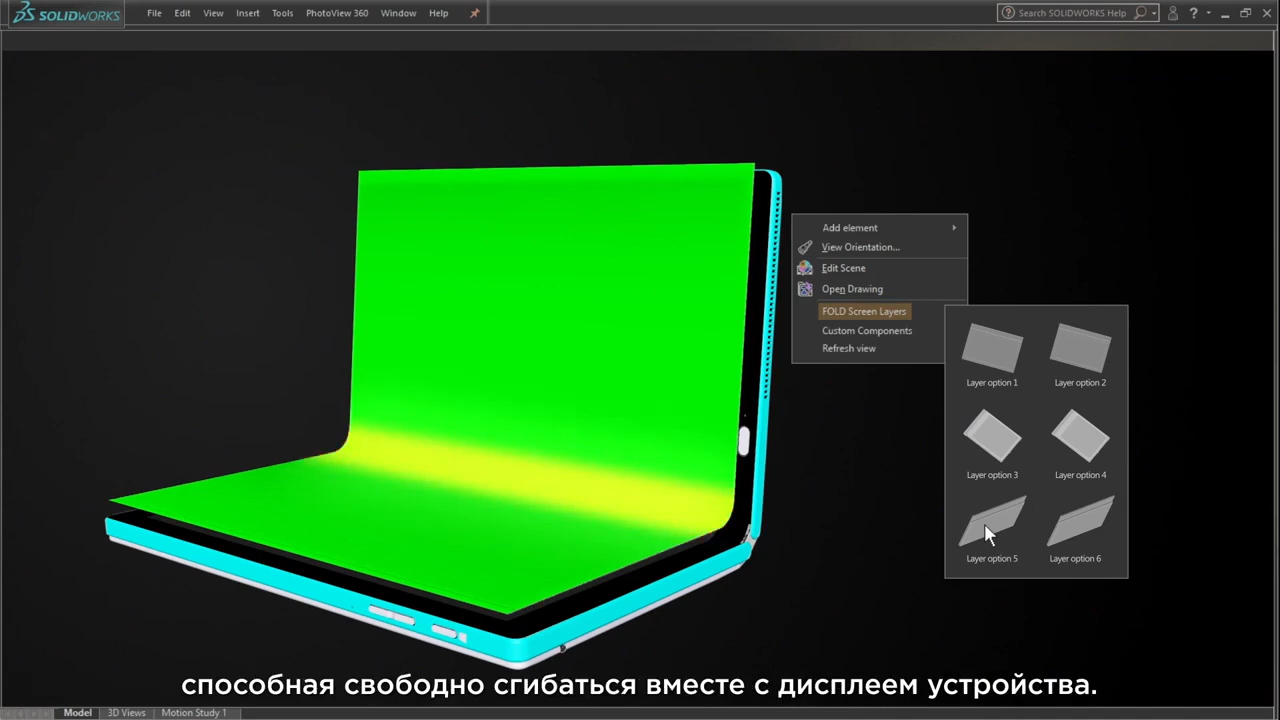 SOLIDWORKS File Edit View Insert Tools PhotoView 360 Window Help Search SOLIDWORKS Help ?
Add element
View Orientation...
Edit Scene
Open Drawing
FOLD Screen Layers
Custom Components
Refresh view
Layer option 1 Layer option 2
Layer option 3 Layer option 4
Layer option 5 Layer option 6
способная свободно сгибаться вместе с дисплеем устройства.
Model 3D Views Motion Study 1